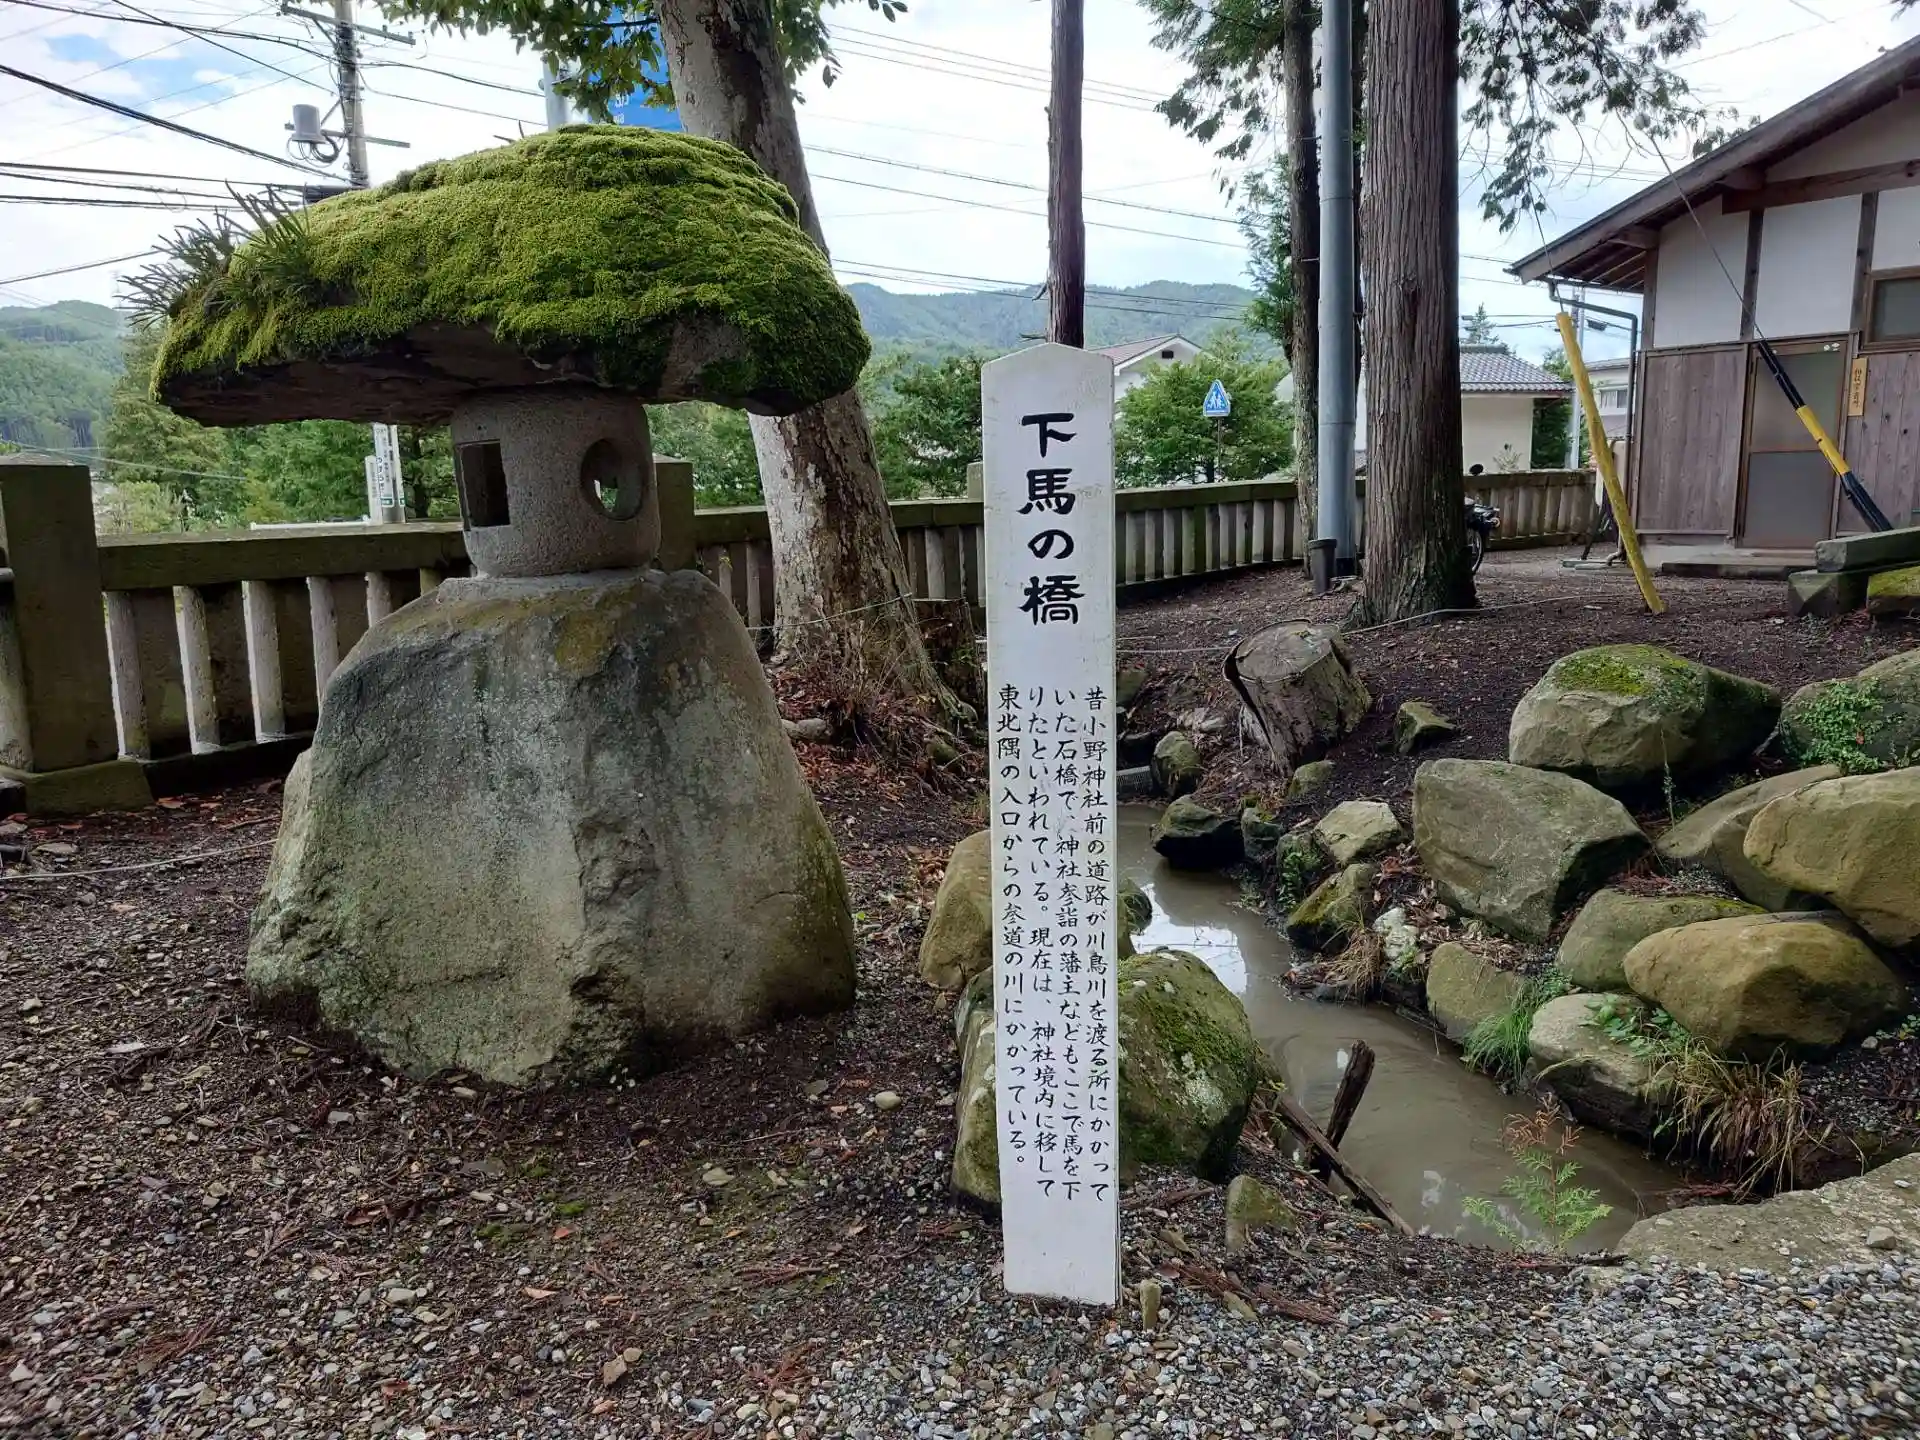 下馬の橋
昔小野神社前の道路が川鳥川を渡る所にかかって
いた石橋で、神社参詣の藩主などもここで馬を下
りたといわれている。現在は、神社境内に移して
東北隅の入口からの参道の川にかかっている。